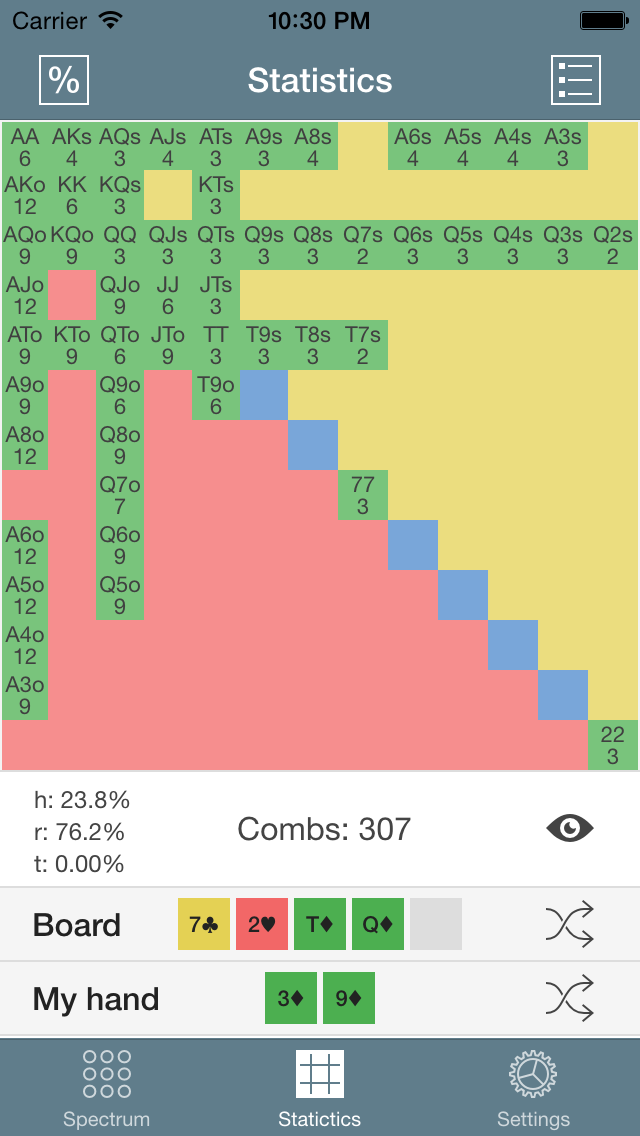 Carrier 10:30 PM
% Statistics
AA AKs AQs AJs ATs A9s A8s A6s A5s A4s A3s
6 4 3 4 3 3 4 4 4 4 3
AKo KK KQs KTs
12 6 3 3
AQo KQo QQ QJs QTs Q9s Q8s Q7s Q6s Q5s Q4s Q3s Q2s
9 9 3 3 3 3 3 2 3 3 3 3 2
AJo QJo JJ JTs
12 9 6 3
ATo KTo QTo JTo TT T9s T8s T7s
9 9 6 9 3 3 3 2
A9o Q9o T9o
9 6 6
A8o Q8o
12 9
Q7o 77
7 3
A6o Q6o
12 9
A5o Q5o
12 9
A4o
12
A3o
9
22
3
h: 23.8%
r: 76.2%
Combs: 307
t: 0.00%
Board 7♣ 2♥ T♦ Q♦
My hand 3♦ 9♦
Spectrum Statictics Settings